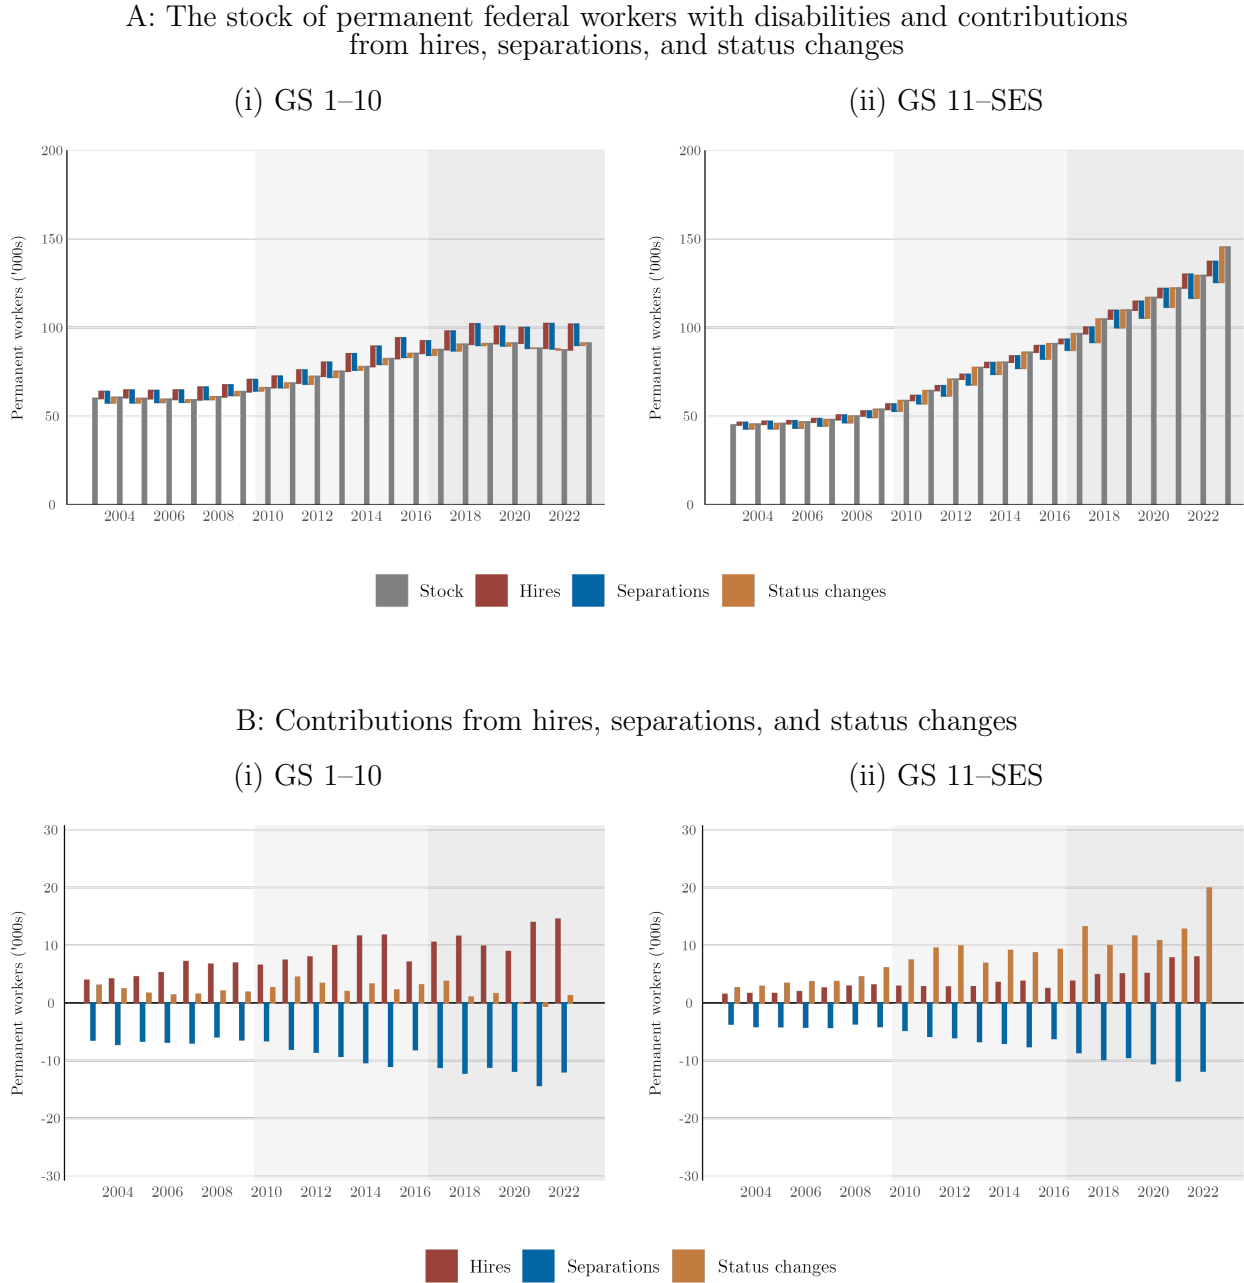 A: The stock of permanent federal workers with disabilities and contributions
from hires, separations, and status changes
(i) GS 1–10
(ii) GS 11–SES
Permanent workers ('000s)
200
150
100
50
0
2004 2006 2008 2010 2012 2014 2016 2018 2020 2022
Permanent workers ('000s)
200
150
100
50
0
2004 2006 2008 2010 2012 2014 2016 2018 2020 2022
Stock Hires Separations Status changes
B: Contributions from hires, separations, and status changes
(i) GS 1–10
(ii) GS 11–SES
Permanent workers ('000s)
30
20
10
0
-10
-20
-30
2004 2006 2008 2010 2012 2014 2016 2018 2020 2022
Permanent workers ('000s)
30
20
10
0
-10
-20
-30
2004 2006 2008 2010 2012 2014 2016 2018 2020 2022
Hires Separations Status changes